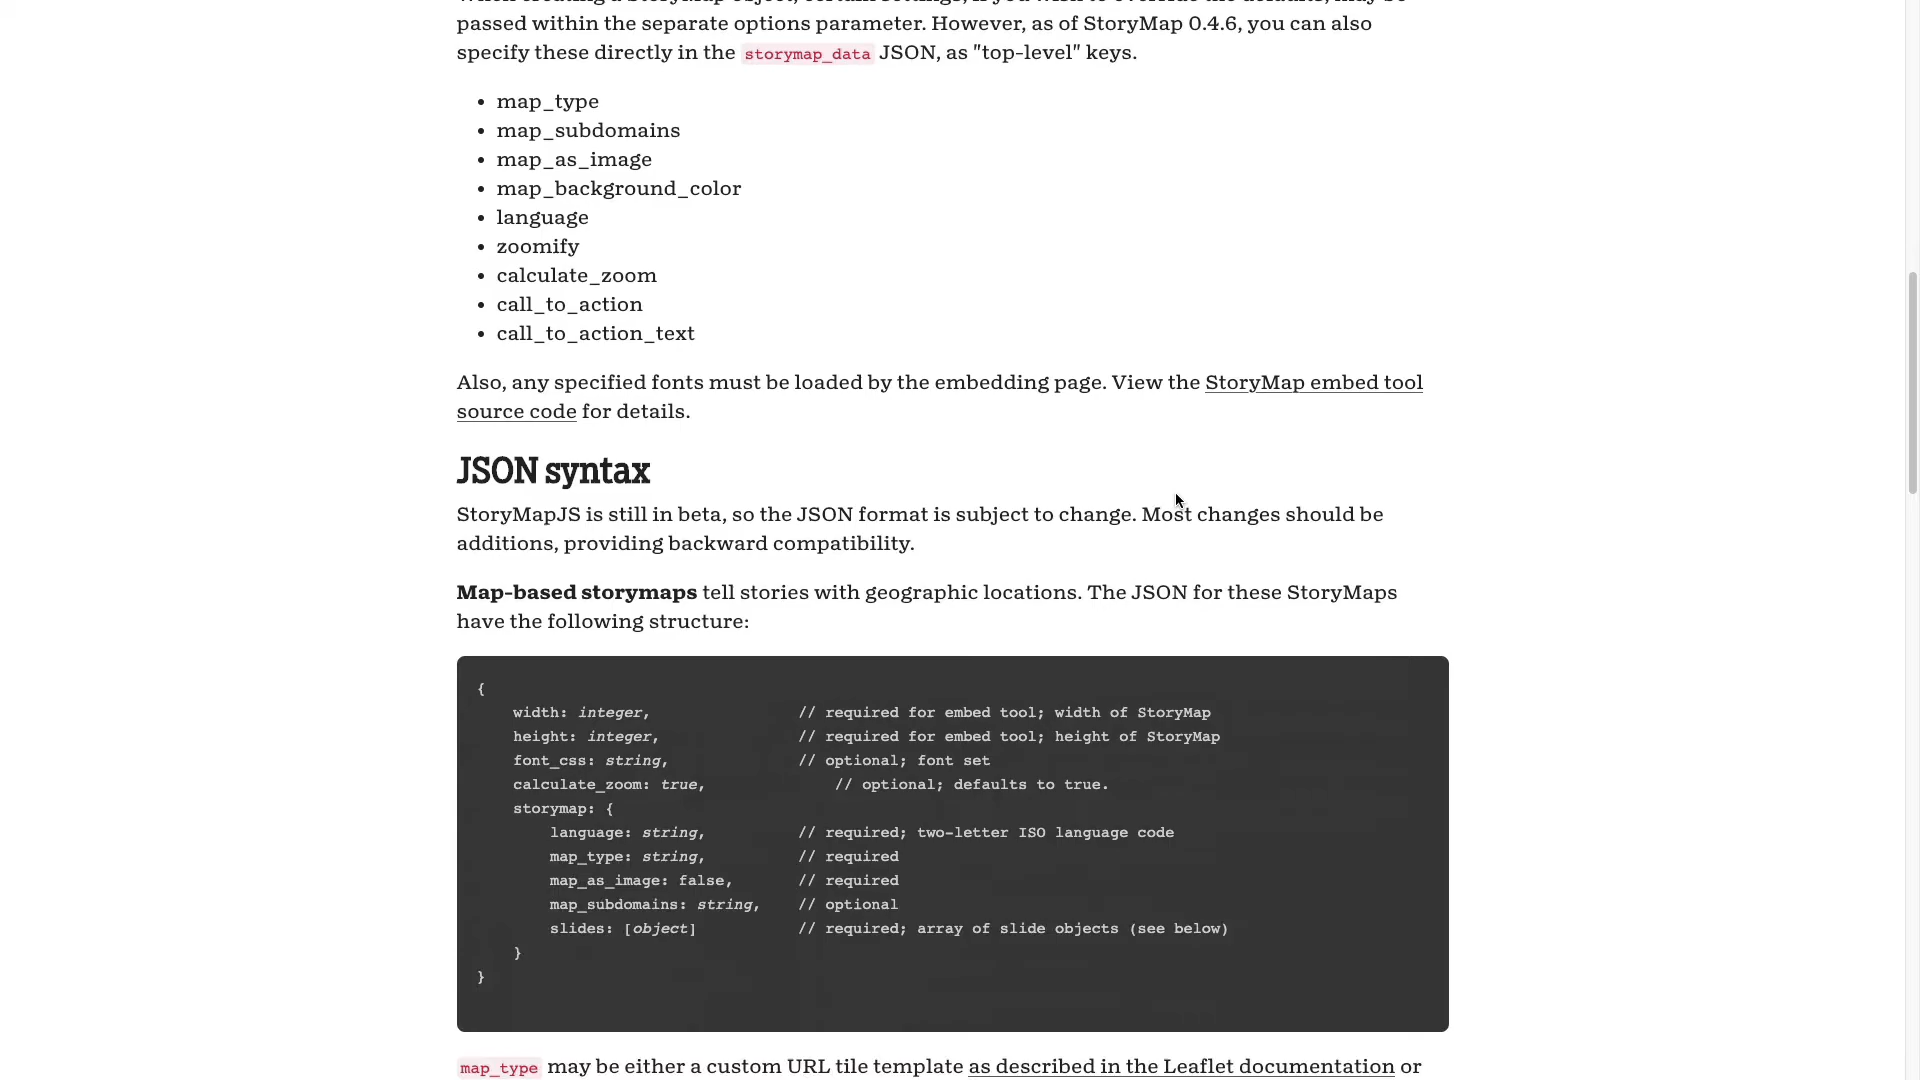 passed within the separate options parameter. However, as of StoryMap 0.4.6, you can also
specify these directly in the storymap_data JSON, as "top-level" keys.
• map_type
• map_subdomains
• map_as_image
• map_background_color
• language
• zoomify
• calculate_zoom
• call_to_action
• call_to_action_text
Also, any specified fonts must be loaded by the embedding page. View the StoryMap embed tool
source code for details.
JSON syntax
StoryMapJS is still in beta, so the JSON format is subject to change. Most changes should be
additions, providing backward compatibility.
Map-based storymaps tell stories with geographic locations. The JSON for these StoryMaps
have the following structure:
{
    width: integer,                // required for embed tool; width of StoryMap
    height: integer,               // required for embed tool; height of StoryMap
    font_css: string,              // optional; font set
    calculate_zoom: true,              // optional; defaults to true.
    storymap: {
        language: string,          // required; two-letter ISO language code
        map_type: string,          // required
        map_as_image: false,       // required
        map_subdomains: string,    // optional
        slides: [object]           // required; array of slide objects (see below)
    }
}
map_type may be either a custom URL tile template as described in the Leaflet documentation or